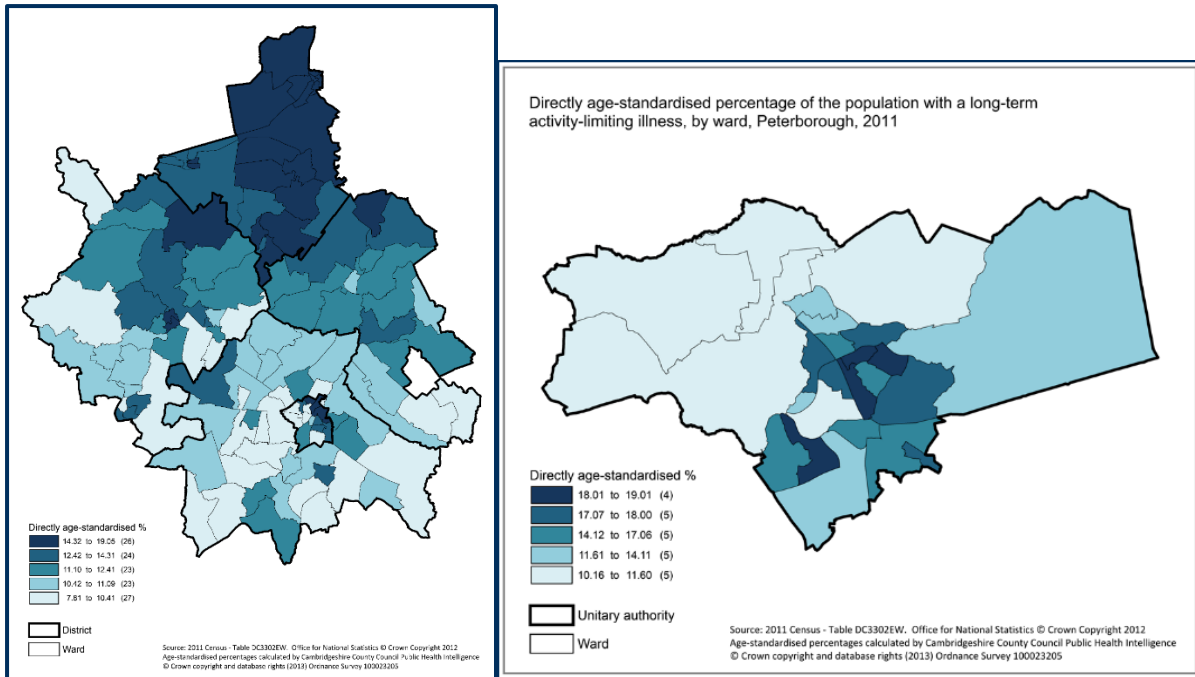 Directly age-standardised %
14.32 to 19.05 (26)
12.42 to 14.31 (24)
11.10 to 12.41 (23)
10.42 to 11.09 (23)
7.81 to 10.41 (27)
District
Ward
Source: 2011 Census - Table DC3302EW. Office for National Statistics © Crown Copyright 2012
Age-standardised percentages calculated by Cambridgeshire County Council Public Health Intelligence
© Crown copyright and database rights (2013) Ordnance Survey 100023205
Directly age-standardised percentage of the population with a long-term
activity-limiting illness, by ward, Peterborough, 2011
Directly age-standardised %
18.01 to 19.01 (4)
17.07 to 18.00 (5)
14.12 to 17.06 (5)
11.61 to 14.11 (5)
10.16 to 11.60 (5)
Unitary authority
Ward
Source: 2011 Census - Table DC3302EW. Office for National Statistics © Crown Copyright 2012
Age-standardised percentages calculated by Cambridgeshire County Council Public Health Intelligence
© Crown copyright and database rights (2013) Ordnance Survey 100023205